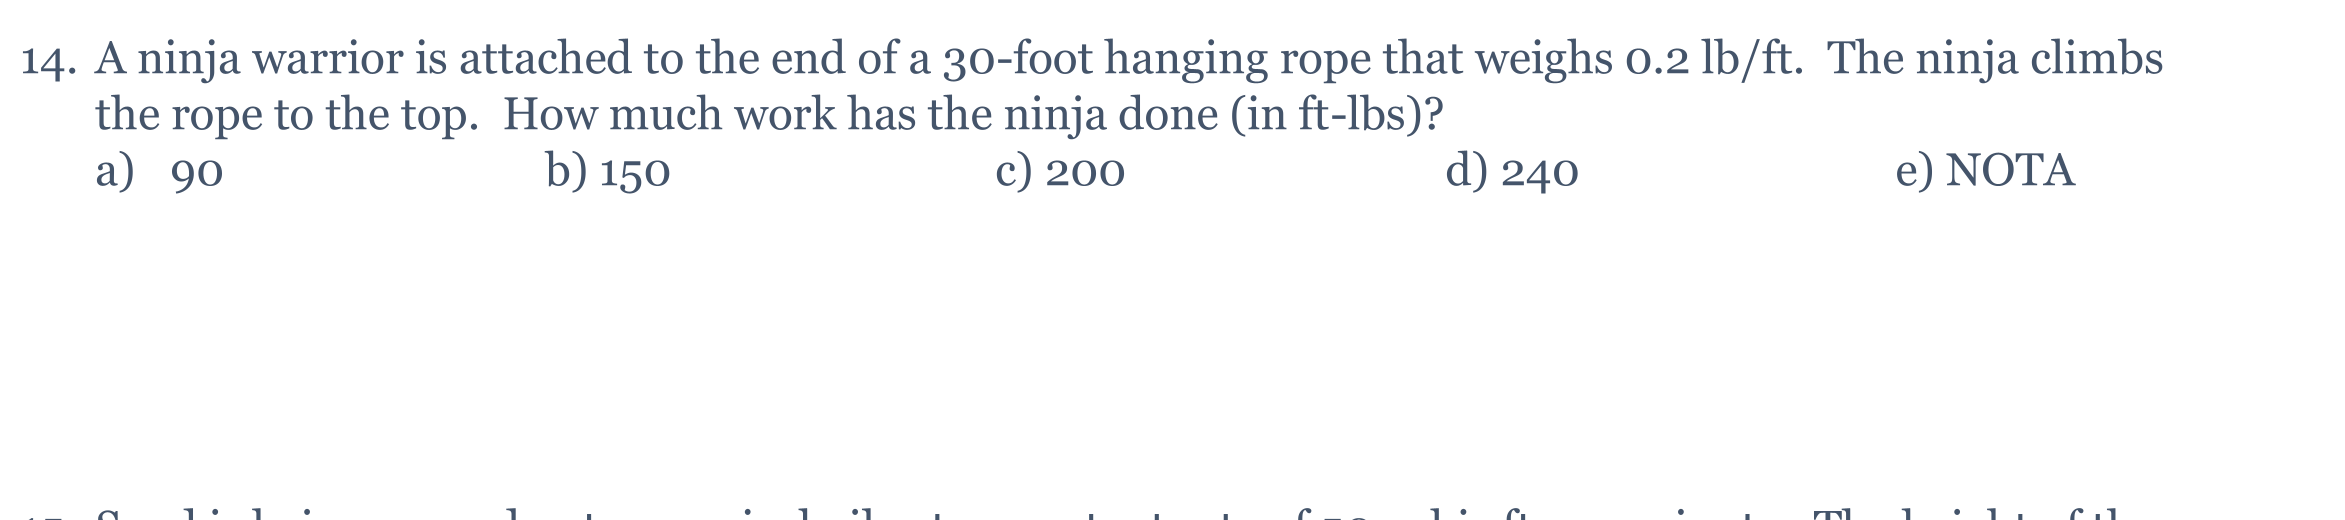 14. A ninja warrior is attached to the end of a 30-foot hanging rope that weighs 0.2 lb/ft. The ninja climbs
the rope to the top. How much work has the ninja done (in ft-lbs)?
a) 90 b) 150 c) 200 d) 240 e) NOTA